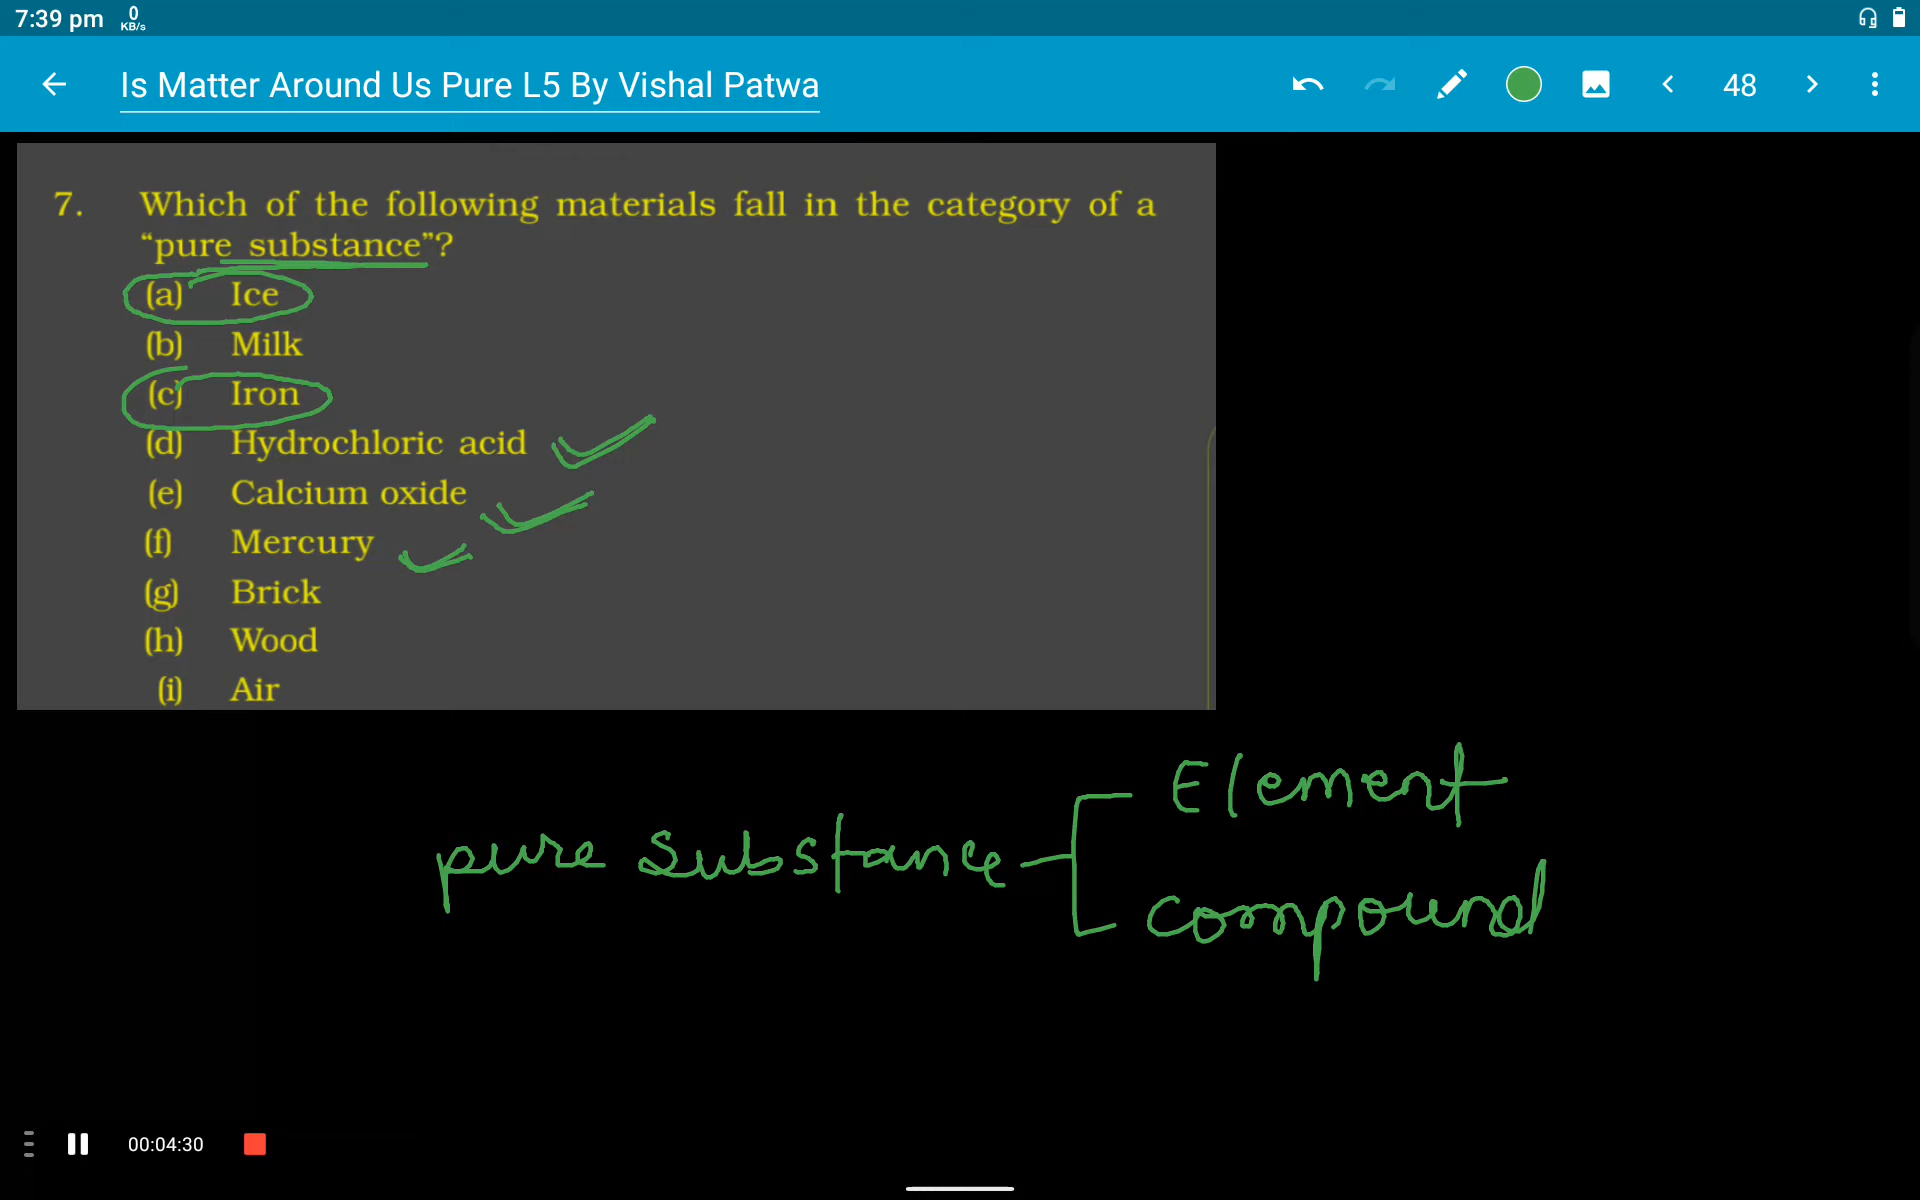 7:39 pm 0 KB/s
Is Matter Around Us Pure L5 By Vishal Patwa 48
7. Which of the following materials fall in the category of a
“pure substance”?
(a) Ice
(b) Milk
(c) Iron
(d) Hydrochloric acid
(e) Calcium oxide
(f) Mercury
(g) Brick
(h) Wood
(i) Air
Element
pure substance
compound
00:04:30